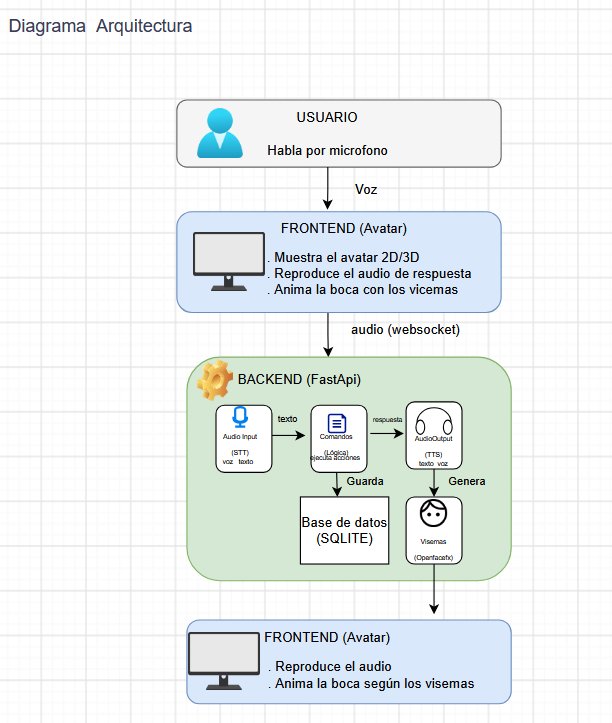 Diagrama Arquitectura
USUARIO
Habla por microfono
Voz
FRONTEND (Avatar)
. Muestra el avatar 2D/3D
. Reproduce el audio de respuesta
. Anima la boca con los vicemas
audio (websocket)
BACKEND (FastApi)
Audio Input
(STT)
voz texto
texto
Comandos
(Lógica)
ejecuta acciones
respuesta
AudioOutput
(TTS)
texto voz
Guarda
Genera
Base de datos
(SQLITE)
Visemas
(Openfacefx)
FRONTEND (Avatar)
. Reproduce el audio
. Anima la boca según los visemas